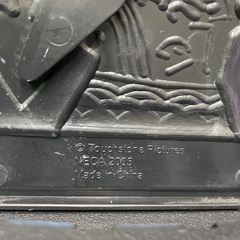 © Touchstone Pictures
NECA 2006
Made in China